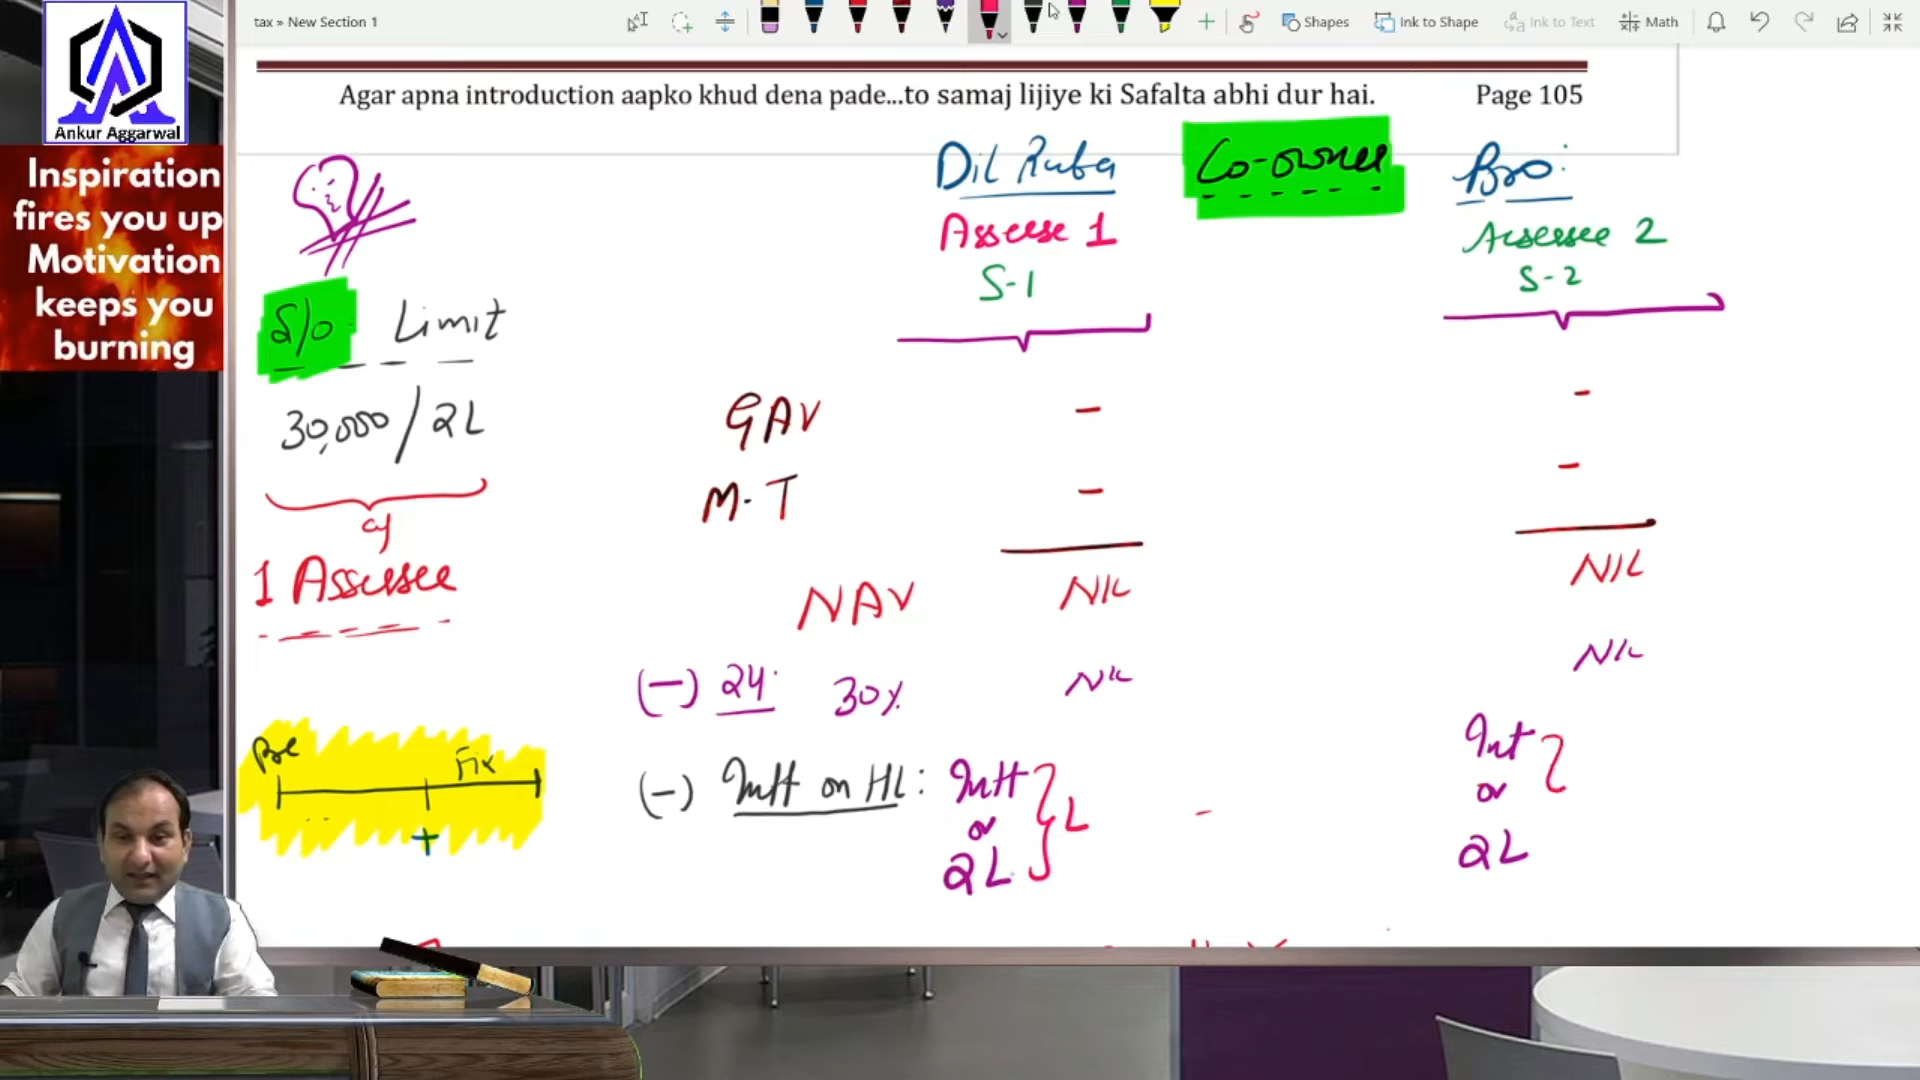 tax » New Section 1
Shapes
Ink to Shape
Ink to Text
Math
Ankur Aggarwal
Inspiration
fires you up
Motivation
keeps you
burning
Agar apna introduction aapko khud dena pade...to samaj lijiye ki Safalta abhi dur hai. Page 105
Dil Ruba Co-owner Bro:
Assesse 1 Assessee 2
S-1 S-2
S/O Limit
30,000/2L
of
1 Assessee
GAV - -
M.T - -
NAV NIL NIL
(-) 24 30% NIL NIL
Pre Fix
+
(-) Intt on HL: Intt or 2L } L - Int or 2L